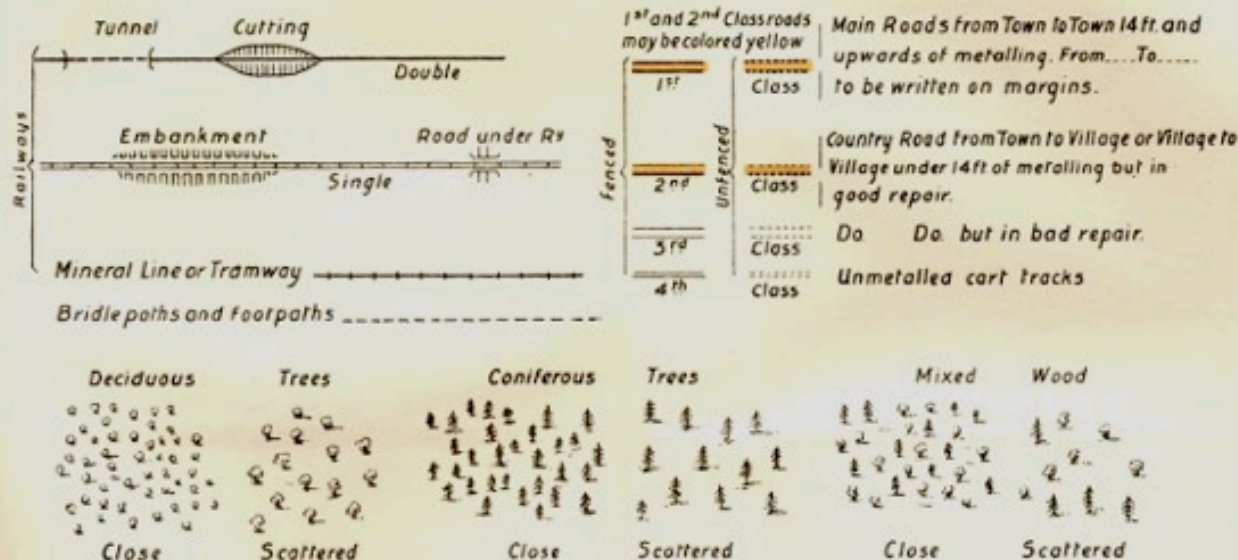 Tunnel
Cutting
Double
Railways
Embankment
Road under Ry
Single
Mineral Line or Tramway
Bridle paths and Footpaths
1st and 2nd Class roads
may be colored yellow
Fenced
Unfenced
1st Class
2nd Class
3rd Class
4th Class
Main Roads from Town to Town 14 ft. and
upwards of metalling. From....To.....
to be written on margins.
Country Road from Town to Village or Village to
Village under 14ft of metalling but in
good repair.
Do Do. but in bad repair.
Unmetalled cart tracks
Deciduous Trees
Coniferous Trees
Mixed Wood
Close Scattered
Close Scattered
Close Scattered